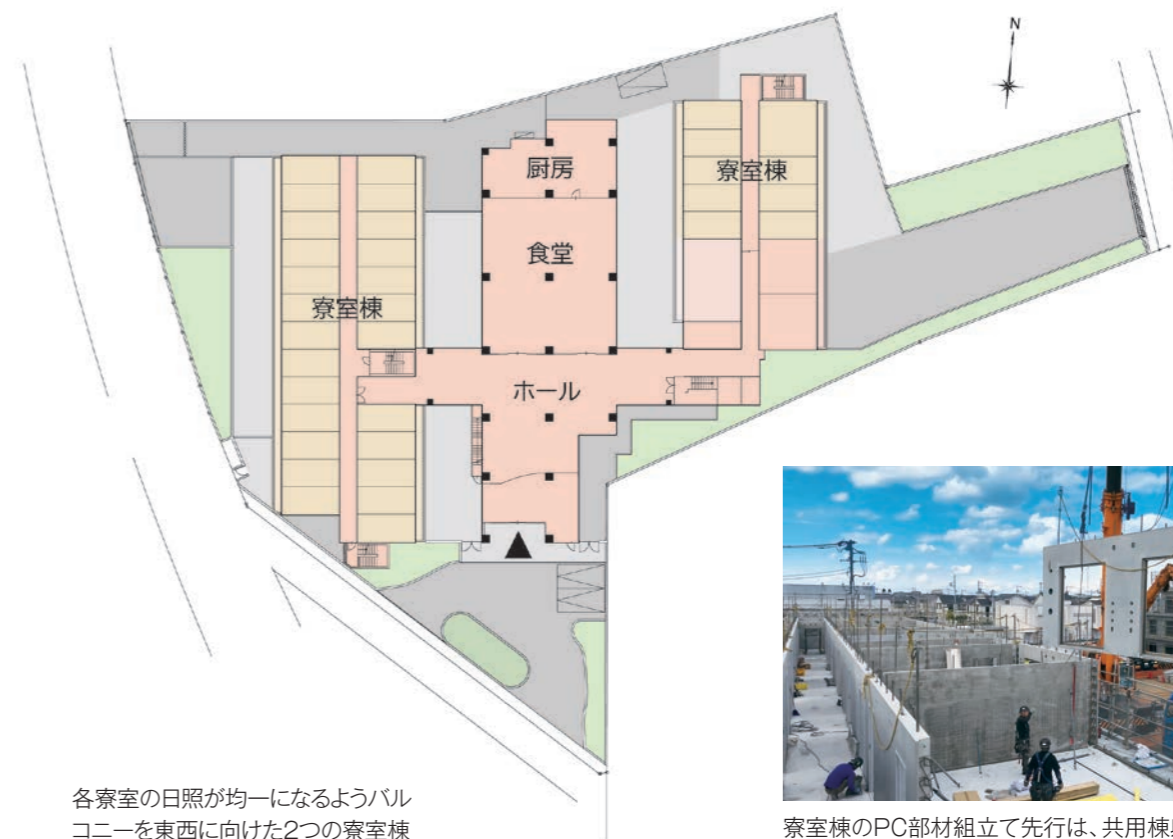 N
厨房
寮室棟
食堂
寮室棟
ホール
各寮室の日照が均一になるようバル
コニーを東西に向けた2つの寮室棟
寮室棟のPC部材組立て先行は、共用棟